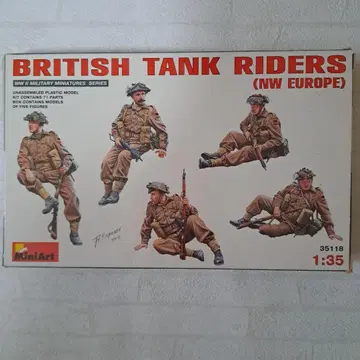 BRITISH TANK RIDERS
(NW EUROPE)
WW II MILITARY MINIATURES SERIES
UNASSEMBLED PLASTIC MODEL
KIT CONTAINS 71 PARTS
BOX CONTAINS MODELS
OF FIVE FIGURES
MiniArt
35118
1:35